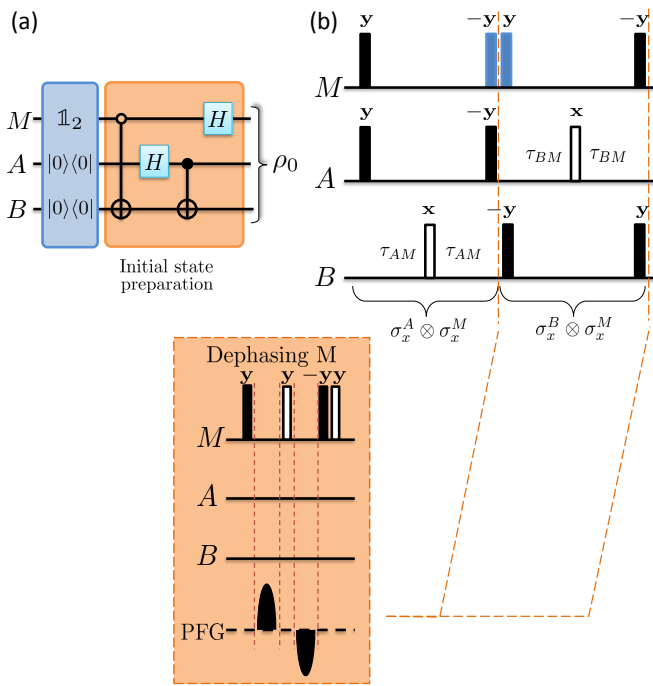 (a)
M 𝟙₂ H
A |0⟩⟨0| H ρ₀
B |0⟩⟨0|
Initial state
preparation
(b)
y −y y −y
M
y −y x
A τ_BM τ_BM
x −y y
B τ_AM τ_AM
σ_x^A ⊗ σ_x^M σ_x^B ⊗ σ_x^M
Dephasing M
y y −y y
M
A
B
PFG